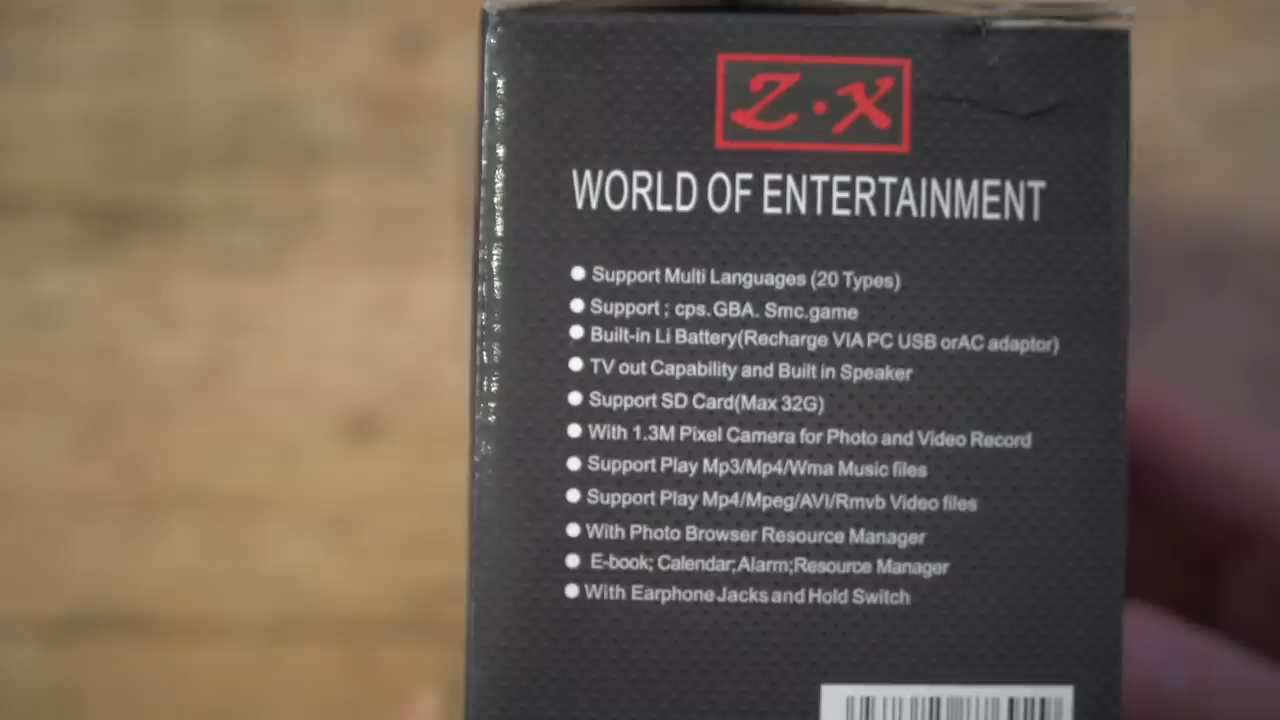 Z·X
WORLD OF ENTERTAINMENT
● Support Multi Languages (20 Types)
● Support ; cps.GBA. Smc.game
● Built-in Li Battery(Recharge VIA PC USB orAC adaptor)
● TV out Capability and Built in Speaker
● Support SD Card(Max 32G)
● With 1.3M Pixel Camera for Photo and Video Record
● Support Play Mp3/Mp4/Wma Music files
● Support Play Mp4/Mpeg/AVI/Rmvb Video files
● With Photo Browser Resource Manager
● E-book; Calendar;Alarm;Resource Manager
● With Earphone Jacks and Hold Switch